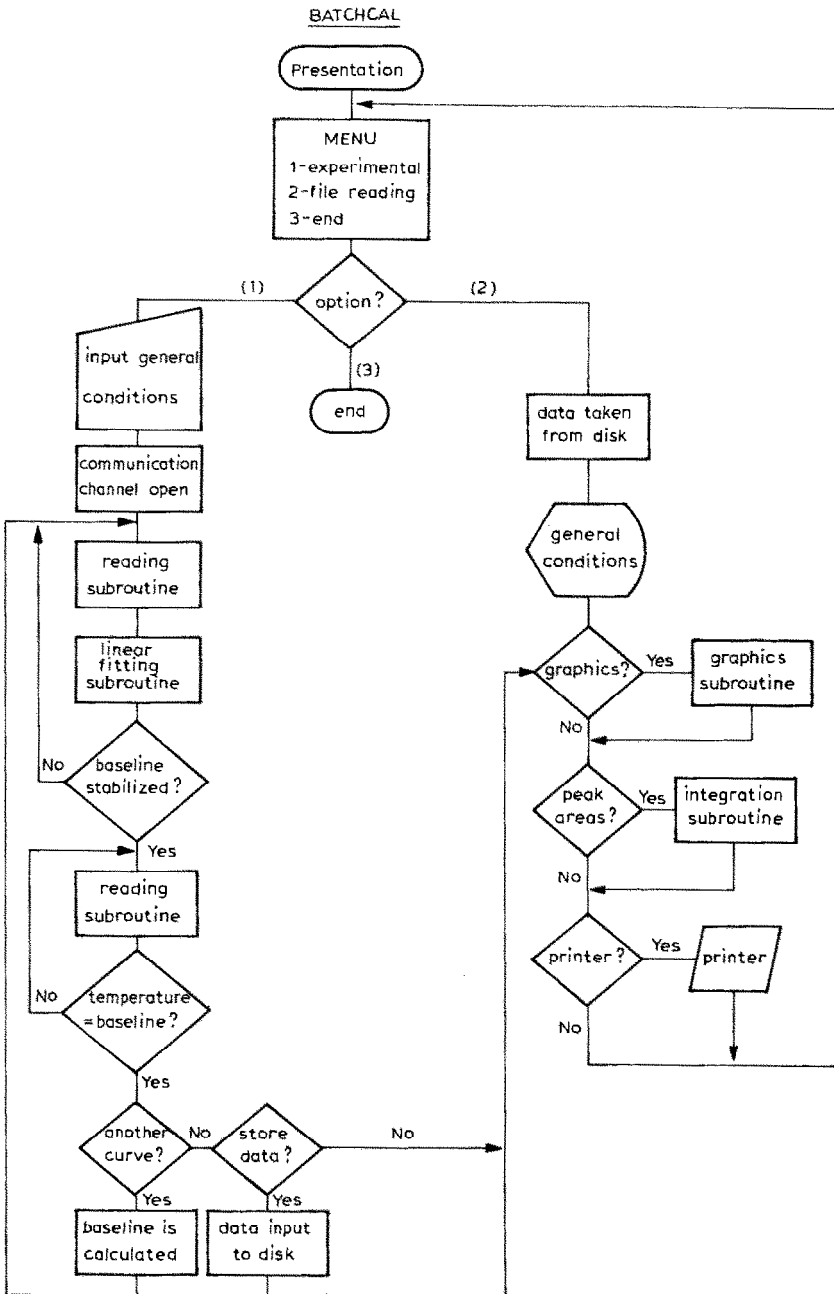 BATCHCAL
Presentation
MENU
1-experimental
2-file reading
3-end
option?
(1)
(2)
(3)
end
input general
conditions
communication
channel open
reading
subroutine
linear
fitting
subroutine
baseline
stabilized?
No
Yes
reading
subroutine
temperature
=baseline?
No
Yes
another
curve?
No
Yes
baseline is
calculated
store
data?
No
Yes
data input
to disk
data taken
from disk
general
conditions
graphics?
Yes
graphics
subroutine
No
peak
areas?
Yes
integration
subroutine
No
printer?
Yes
printer
No